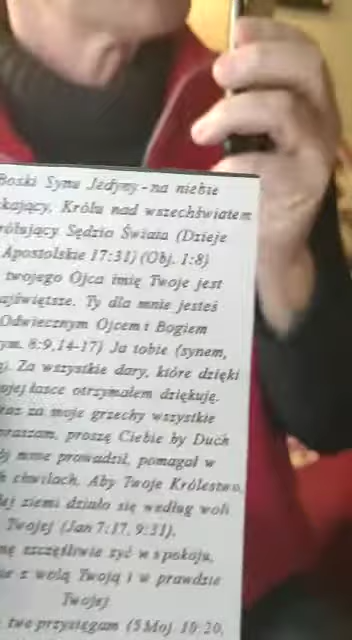 Boski Synu Jedyny - na niebie
Królu nad wszechświatem
Sędzio Świata (Dzieje
Apostolskie 17:31) (Obj. 1:8)
twojego Ojca imię Twoje jest
Ty dla mnie jesteś
Odwiecznym Ojcem i Bogiem
8:9,14-17) Ja tobie (synem,
Za wszystkie dary, które dzięki
łasce otrzymałem dziękuję.
za moje grzechy wszystkie
proszę Ciebie by Duch
mnie prowadził, pomagał w
chwilach. Aby Twoje Królestwo,
ziemi działo się według woli
Twojej (Jan 7:17, 9:31).
szczęśliwie żyć w spokoju,
z wolą Twoją i w prawdzie
Twojej
przysięgam (5 Moj. 10:20,